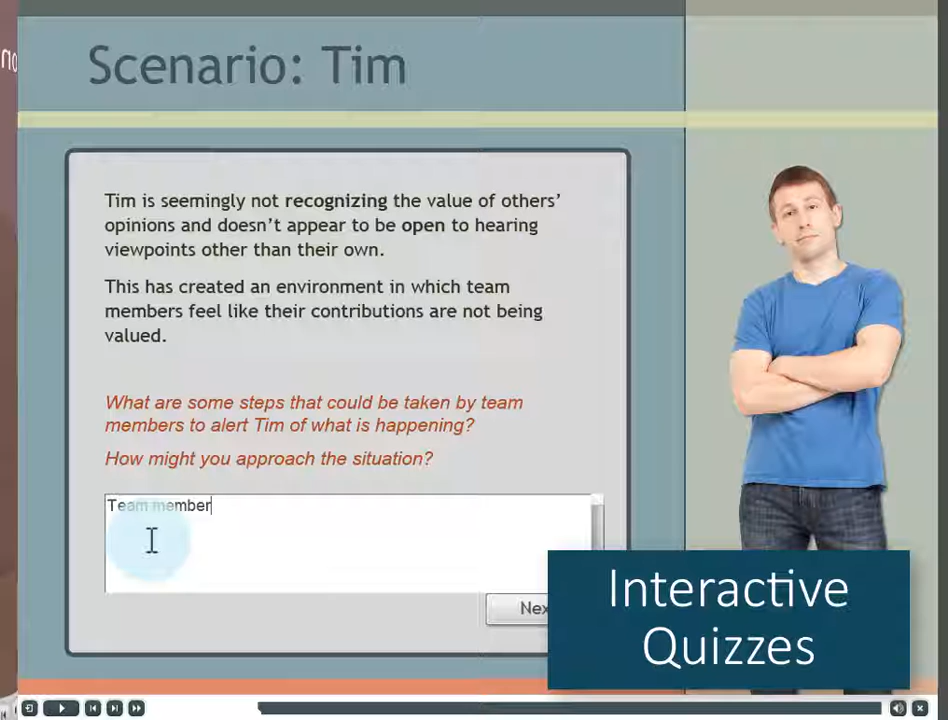 Scenario: Tim
Tim is seemingly not recognizing the value of others'
opinions and doesn't appear to be open to hearing
viewpoints other than their own.
This has created an environment in which team
members feel like their contributions are not being
valued.
What are some steps that could be taken by team
members to alert Tim of what is happening?
How might you approach the situation?
Team member
Nex
Interactive
Quizzes